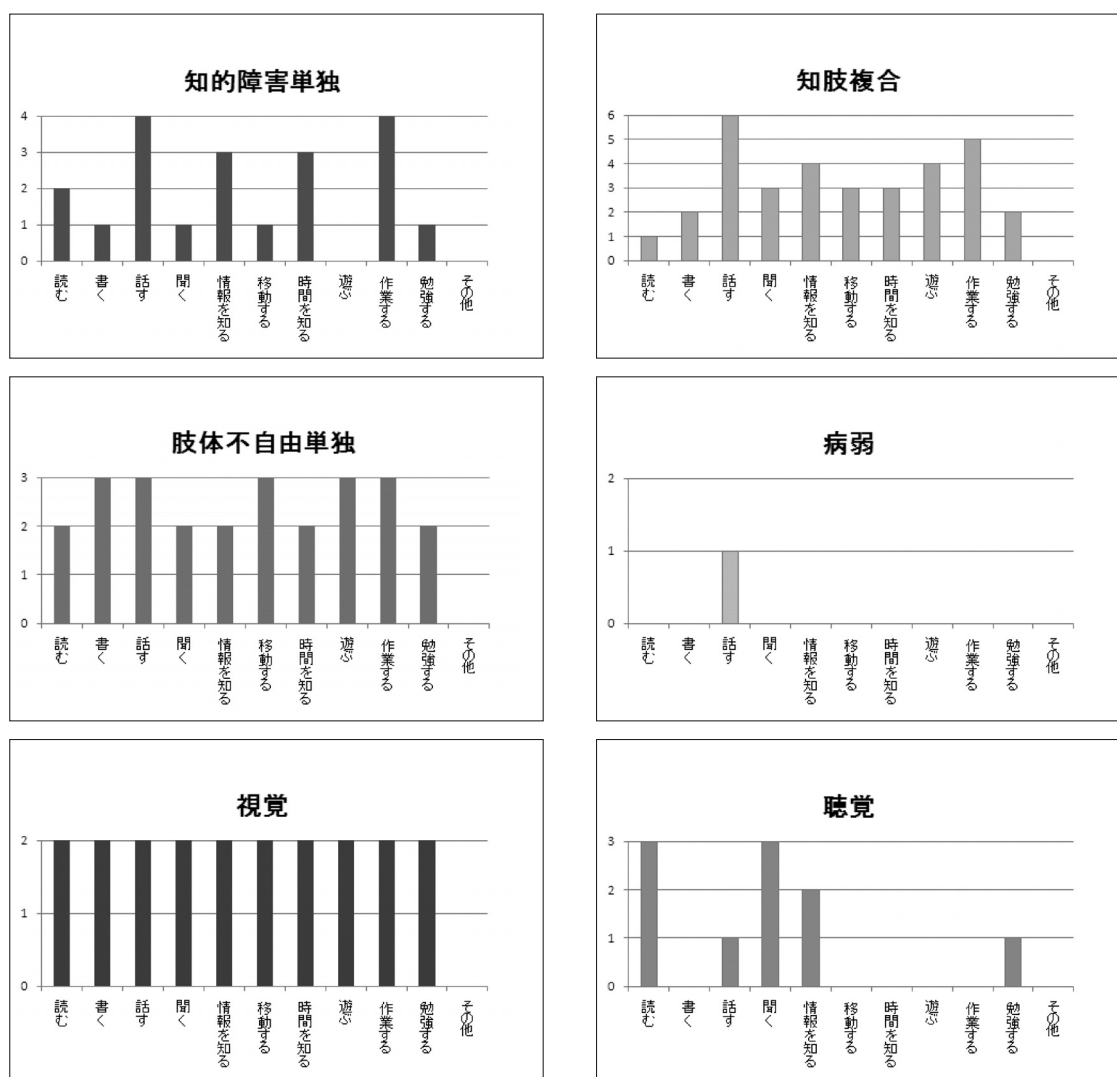 知的障害単独
4
3
2
1
0
読む
書く
話す
聞く
情報を知る
移動する
時間を知る
遊ぶ
作業する
勉強する
その他
知肢複合
6
5
4
3
2
1
0
読む
書く
話す
聞く
情報を知る
移動する
時間を知る
遊ぶ
作業する
勉強する
その他
肢体不自由単独
3
2
1
0
読む
書く
話す
聞く
情報を知る
移動する
時間を知る
遊ぶ
作業する
勉強する
その他
病弱
2
1
0
読む
書く
話す
聞く
情報を知る
移動する
時間を知る
遊ぶ
作業する
勉強する
その他
視覚
2
1
0
読む
書く
話す
聞く
情報を知る
移動する
時間を知る
遊ぶ
作業する
勉強する
その他
聴覚
3
2
1
0
読む
書く
話す
聞く
情報を知る
移動する
時間を知る
遊ぶ
作業する
勉強する
その他